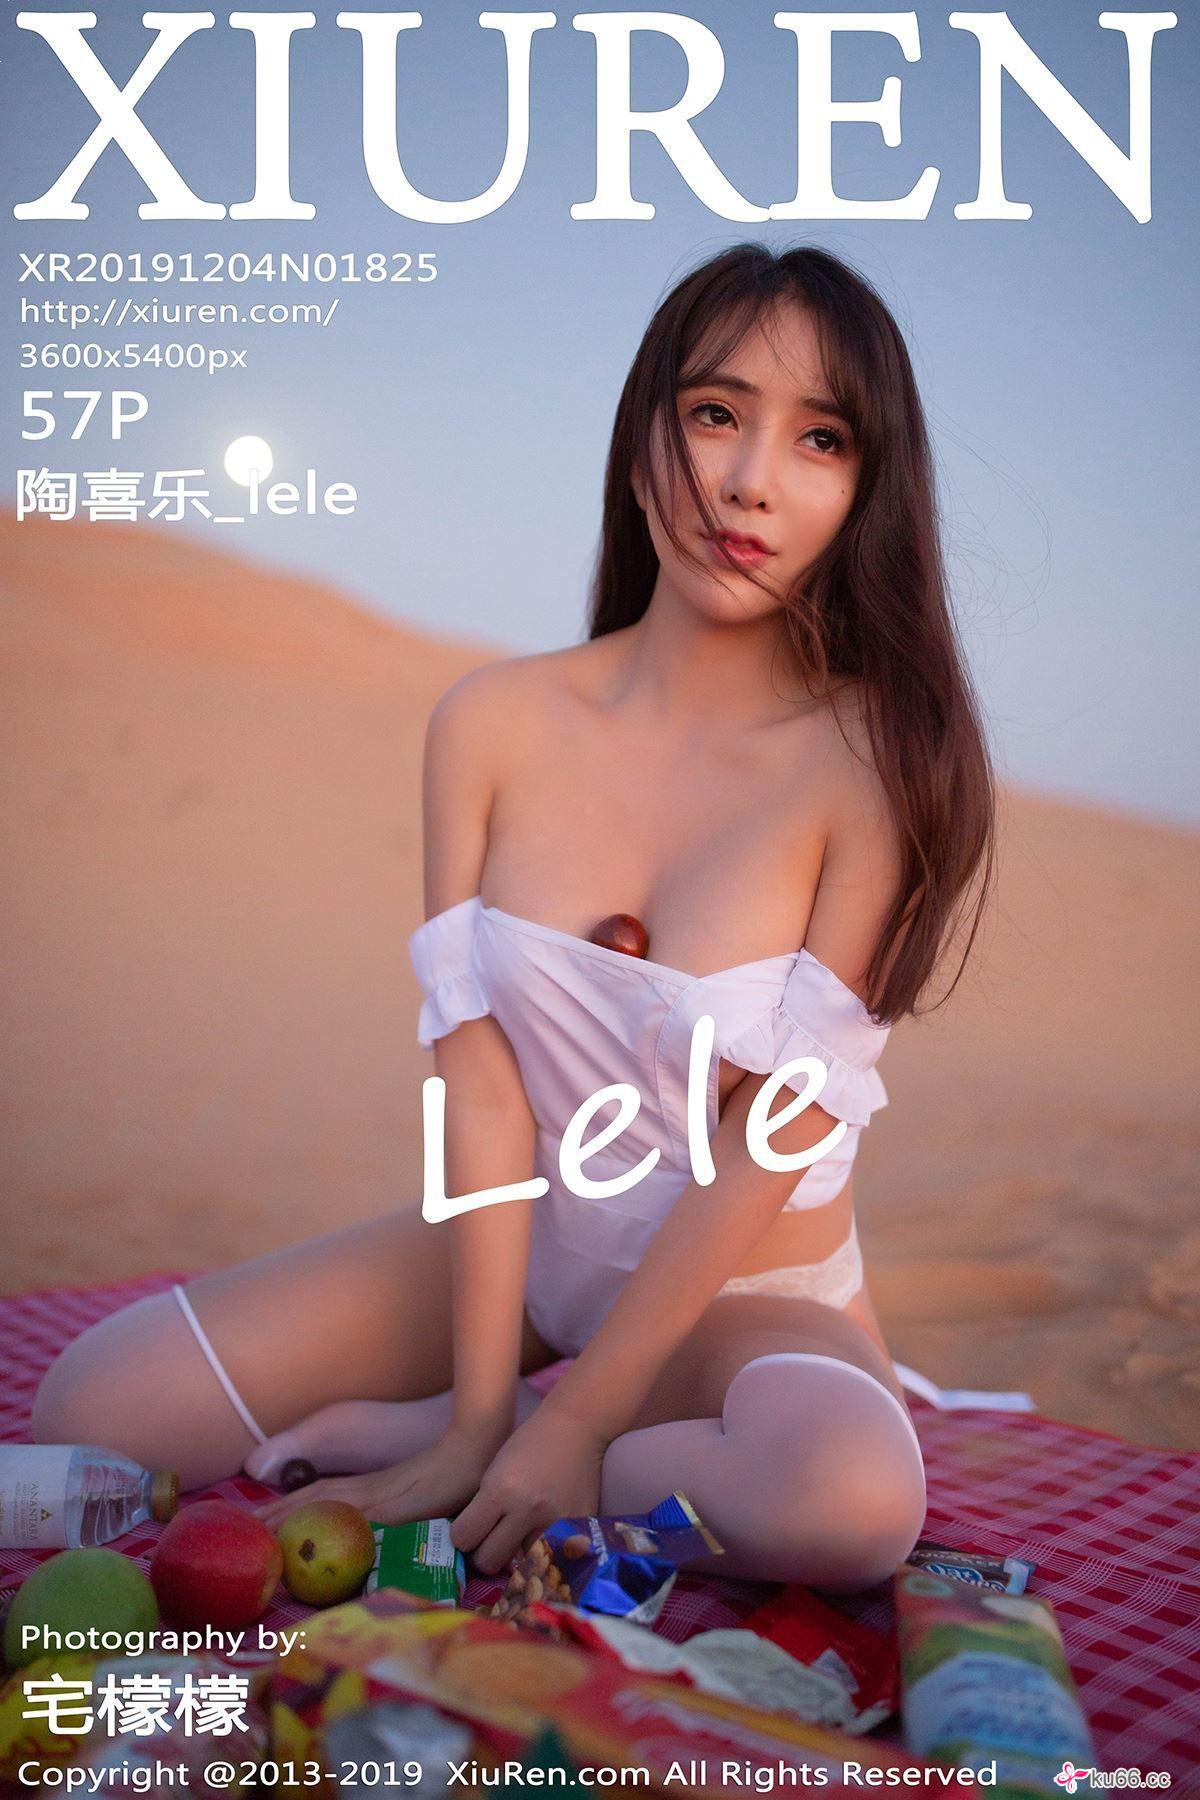 XIUREN
XR20191204N01825
http://xiuren.com/
3600x5400px
57P
陶喜乐_lele
Lele
ANANTARA
Photography by:
宅檬檬
Copyright @2013-2019 XiuRen.com All Rights Reserved
ku66.cc